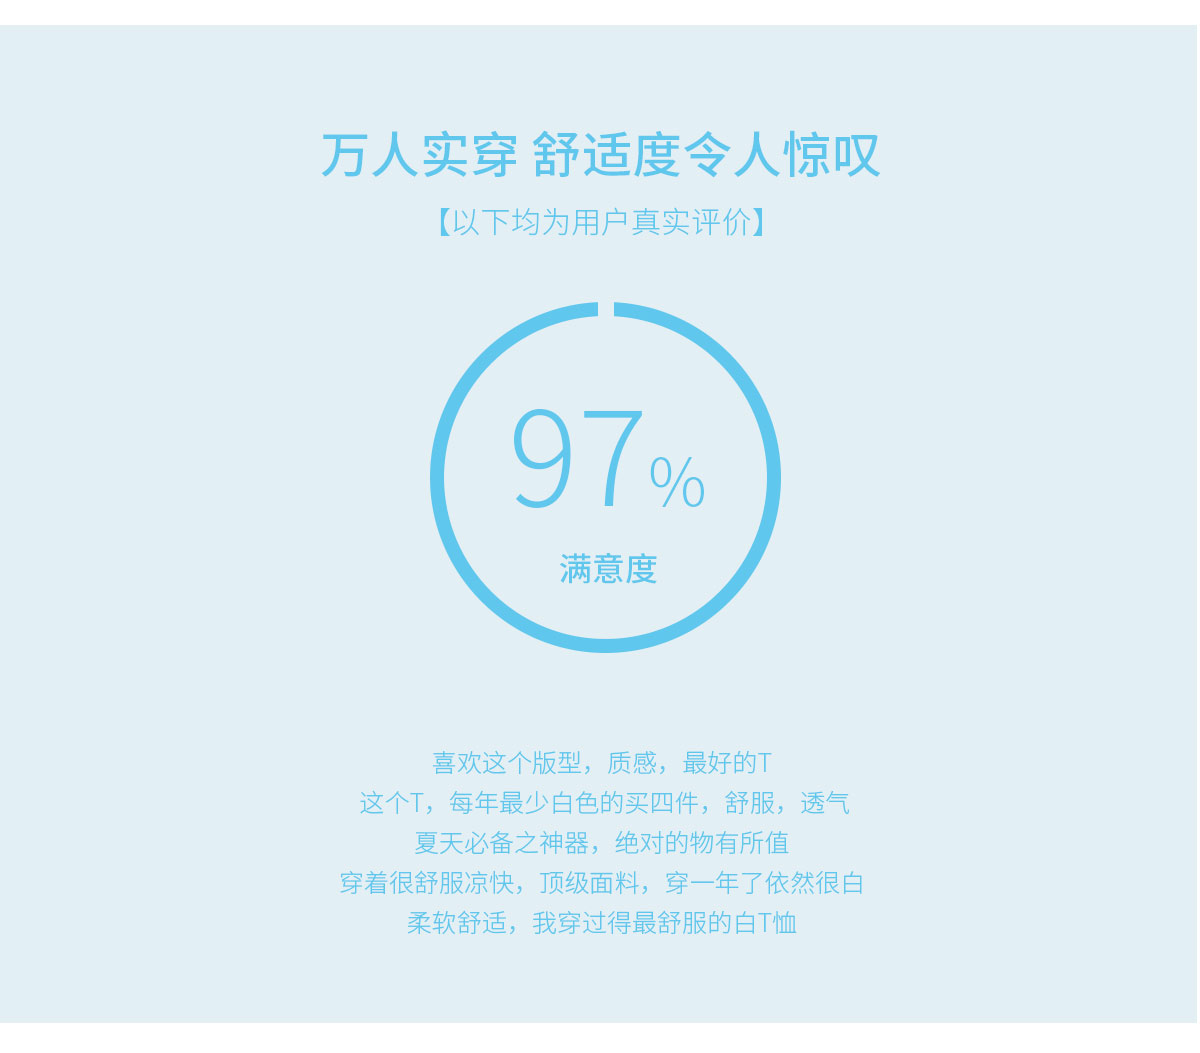 万人实穿 舒适度令人惊叹
【以下均为用户真实评价】
97%
满意度
喜欢这个版型，质感，最好的T
这个T，每年最少白色的买四件，舒服，透气
夏天必备之神器，绝对的物有所值
穿着很舒服凉快，顶级面料，穿一年了依然很白
柔软舒适，我穿过得最舒服的白T恤